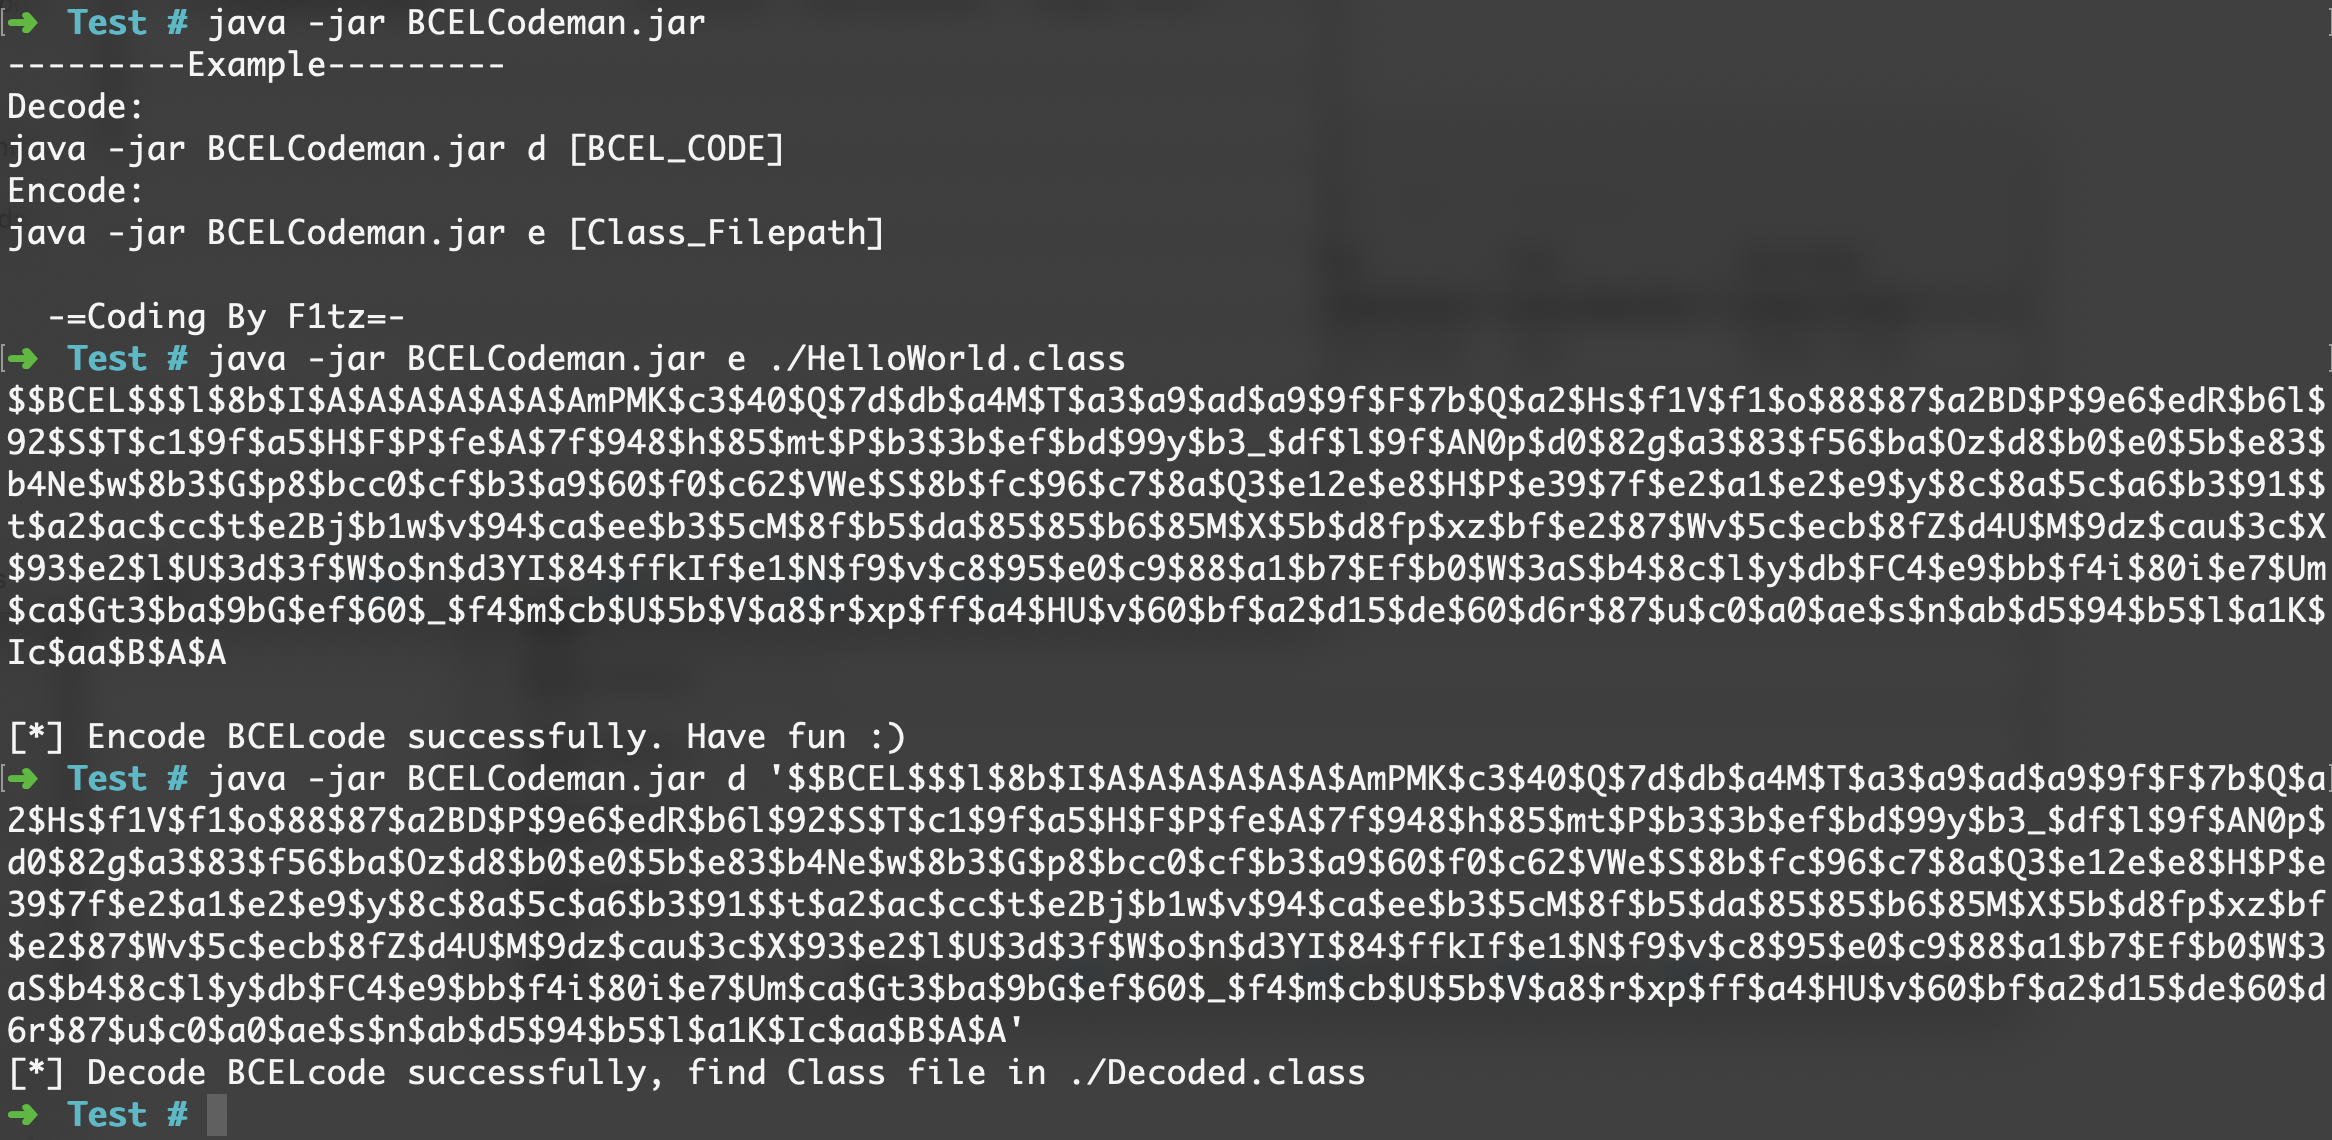 ➜  Test # java -jar BCELCodeman.jar
---------Example---------
Decode:
java -jar BCELCodeman.jar d [BCEL_CODE]
Encode:
java -jar BCELCodeman.jar e [Class_Filepath]
-=Coding By F1tz=-
➜  Test # java -jar BCELCodeman.jar e ./HelloWorld.class
$$BCEL$$$l$8b$I$A$A$A$A$A$A$AmPMK$c3$40$Q$7d$db$a4M$T$a3$a9$ad$a9$9f$F$7b$Q$a2$Hs$f1V$f1$o$88$87$a2BD$P$9e6$edR$b6l$
92$S$T$c1$9f$a5$H$F$P$fe$A$7f$948$h$85$mt$P$b3$3b$ef$bd$99y$b3_$df$l$9f$AN0p$d0$82g$a3$83$f56$ba$Oz$d8$b0$e0$5b$e83$
b4Ne$w$8b3$G$p8$bcc0$cf$b3$a9$60$f0$c62$VWe$S$8b$fc$96$c7$8a$Q3$e12e$e8$H$P$e39$7f$e2$a1$e2$e9$y$8c$8a$5c$a6$b3$91$$
t$a2$ac$cc$t$e2Bj$b1w$v$94$ca$ee$b3$5cM$8f$b5$da$85$85$b6$85M$X$5b$d8fp$xz$bf$e2$87$Wv$5c$ecb$8fZ$d4U$M$9dz$cau$3c$X
$93$e2$l$U$3d$3f$W$o$n$d3YI$84$ffkIf$e1$N$f9$v$c8$95$e0$c9$88$a1$b7$Ef$b0$W$3aS$b4$8c$l$y$db$FC4$e9$bb$f4i$80i$e7$Um
$ca$Gt3$ba$9bG$ef$60$_$f4$m$cb$U$5b$V$a8$r$xp$ff$a4$HU$v$60$bf$a2$d15$de$60$d6r$87$u$c0$a0$ae$s$n$ab$d5$94$b5$l$a1K$
Ic$aa$B$A$A
[*] Encode BCELcode successfully. Have fun :)
➜  Test # java -jar BCELCodeman.jar d '$$BCEL$$$l$8b$I$A$A$A$A$A$A$AmPMK$c3$40$Q$7d$db$a4M$T$a3$a9$ad$a9$9f$F$7b$Q$a
2$Hs$f1V$f1$o$88$87$a2BD$P$9e6$edR$b6l$92$S$T$c1$9f$a5$H$F$P$fe$A$7f$948$h$85$mt$P$b3$3b$ef$bd$99y$b3_$df$l$9f$AN0p$
d0$82g$a3$83$f56$ba$Oz$d8$b0$e0$5b$e83$b4Ne$w$8b3$G$p8$bcc0$cf$b3$a9$60$f0$c62$VWe$S$8b$fc$96$c7$8a$Q3$e12e$e8$H$P$e
39$7f$e2$a1$e2$e9$y$8c$8a$5c$a6$b3$91$$t$a2$ac$cc$t$e2Bj$b1w$v$94$ca$ee$b3$5cM$8f$b5$da$85$85$b6$85M$X$5b$d8fp$xz$bf
$e2$87$Wv$5c$ecb$8fZ$d4U$M$9dz$cau$3c$X$93$e2$l$U$3d$3f$W$o$n$d3YI$84$ffkIf$e1$N$f9$v$c8$95$e0$c9$88$a1$b7$Ef$b0$W$3
aS$b4$8c$l$y$db$FC4$e9$bb$f4i$80i$e7$Um$ca$Gt3$ba$9bG$ef$60$_$f4$m$cb$U$5b$V$a8$r$xp$ff$a4$HU$v$60$bf$a2$d15$de$60$d
6r$87$u$c0$a0$ae$s$n$ab$d5$94$b5$l$a1K$Ic$aa$B$A$A'
[*] Decode BCELcode successfully, find Class file in ./Decoded.class
➜  Test #